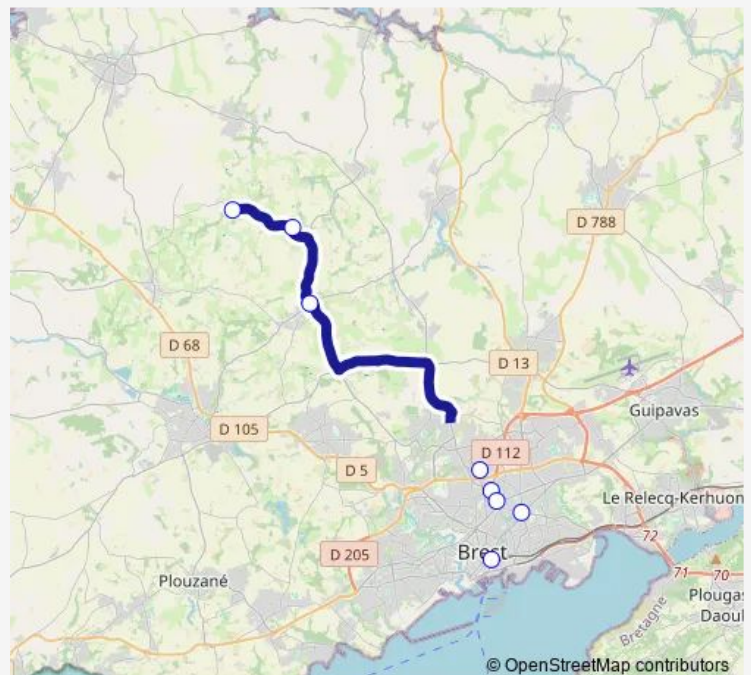 D 788
D 68
D 13
Guipavas
D 105
D 112
D 5
Le Relecq-Kerhuon
Brest
72
D 205
71
70
Plouzané
Plougas
Daoul
Bretagne
© OpenStreetMap contributors